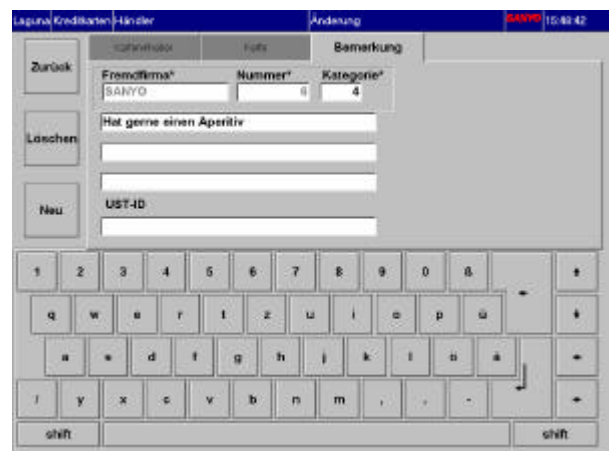 Laguna Kreditkarten Händler Änderung SANYO 15:48:42
Zurück
Bemerkung
Fremdfirma* Nummer* Kategorie*
SANYO 6 4
Löschen
Hat gerne einen Aperitiv
Neu
UST-ID
1 2 3 4 5 6 7 8 9 0 ß
q w e r t z u i o p ü
a s d f g h j k l ö ä
/ y x c v b n m , . -
shift shift